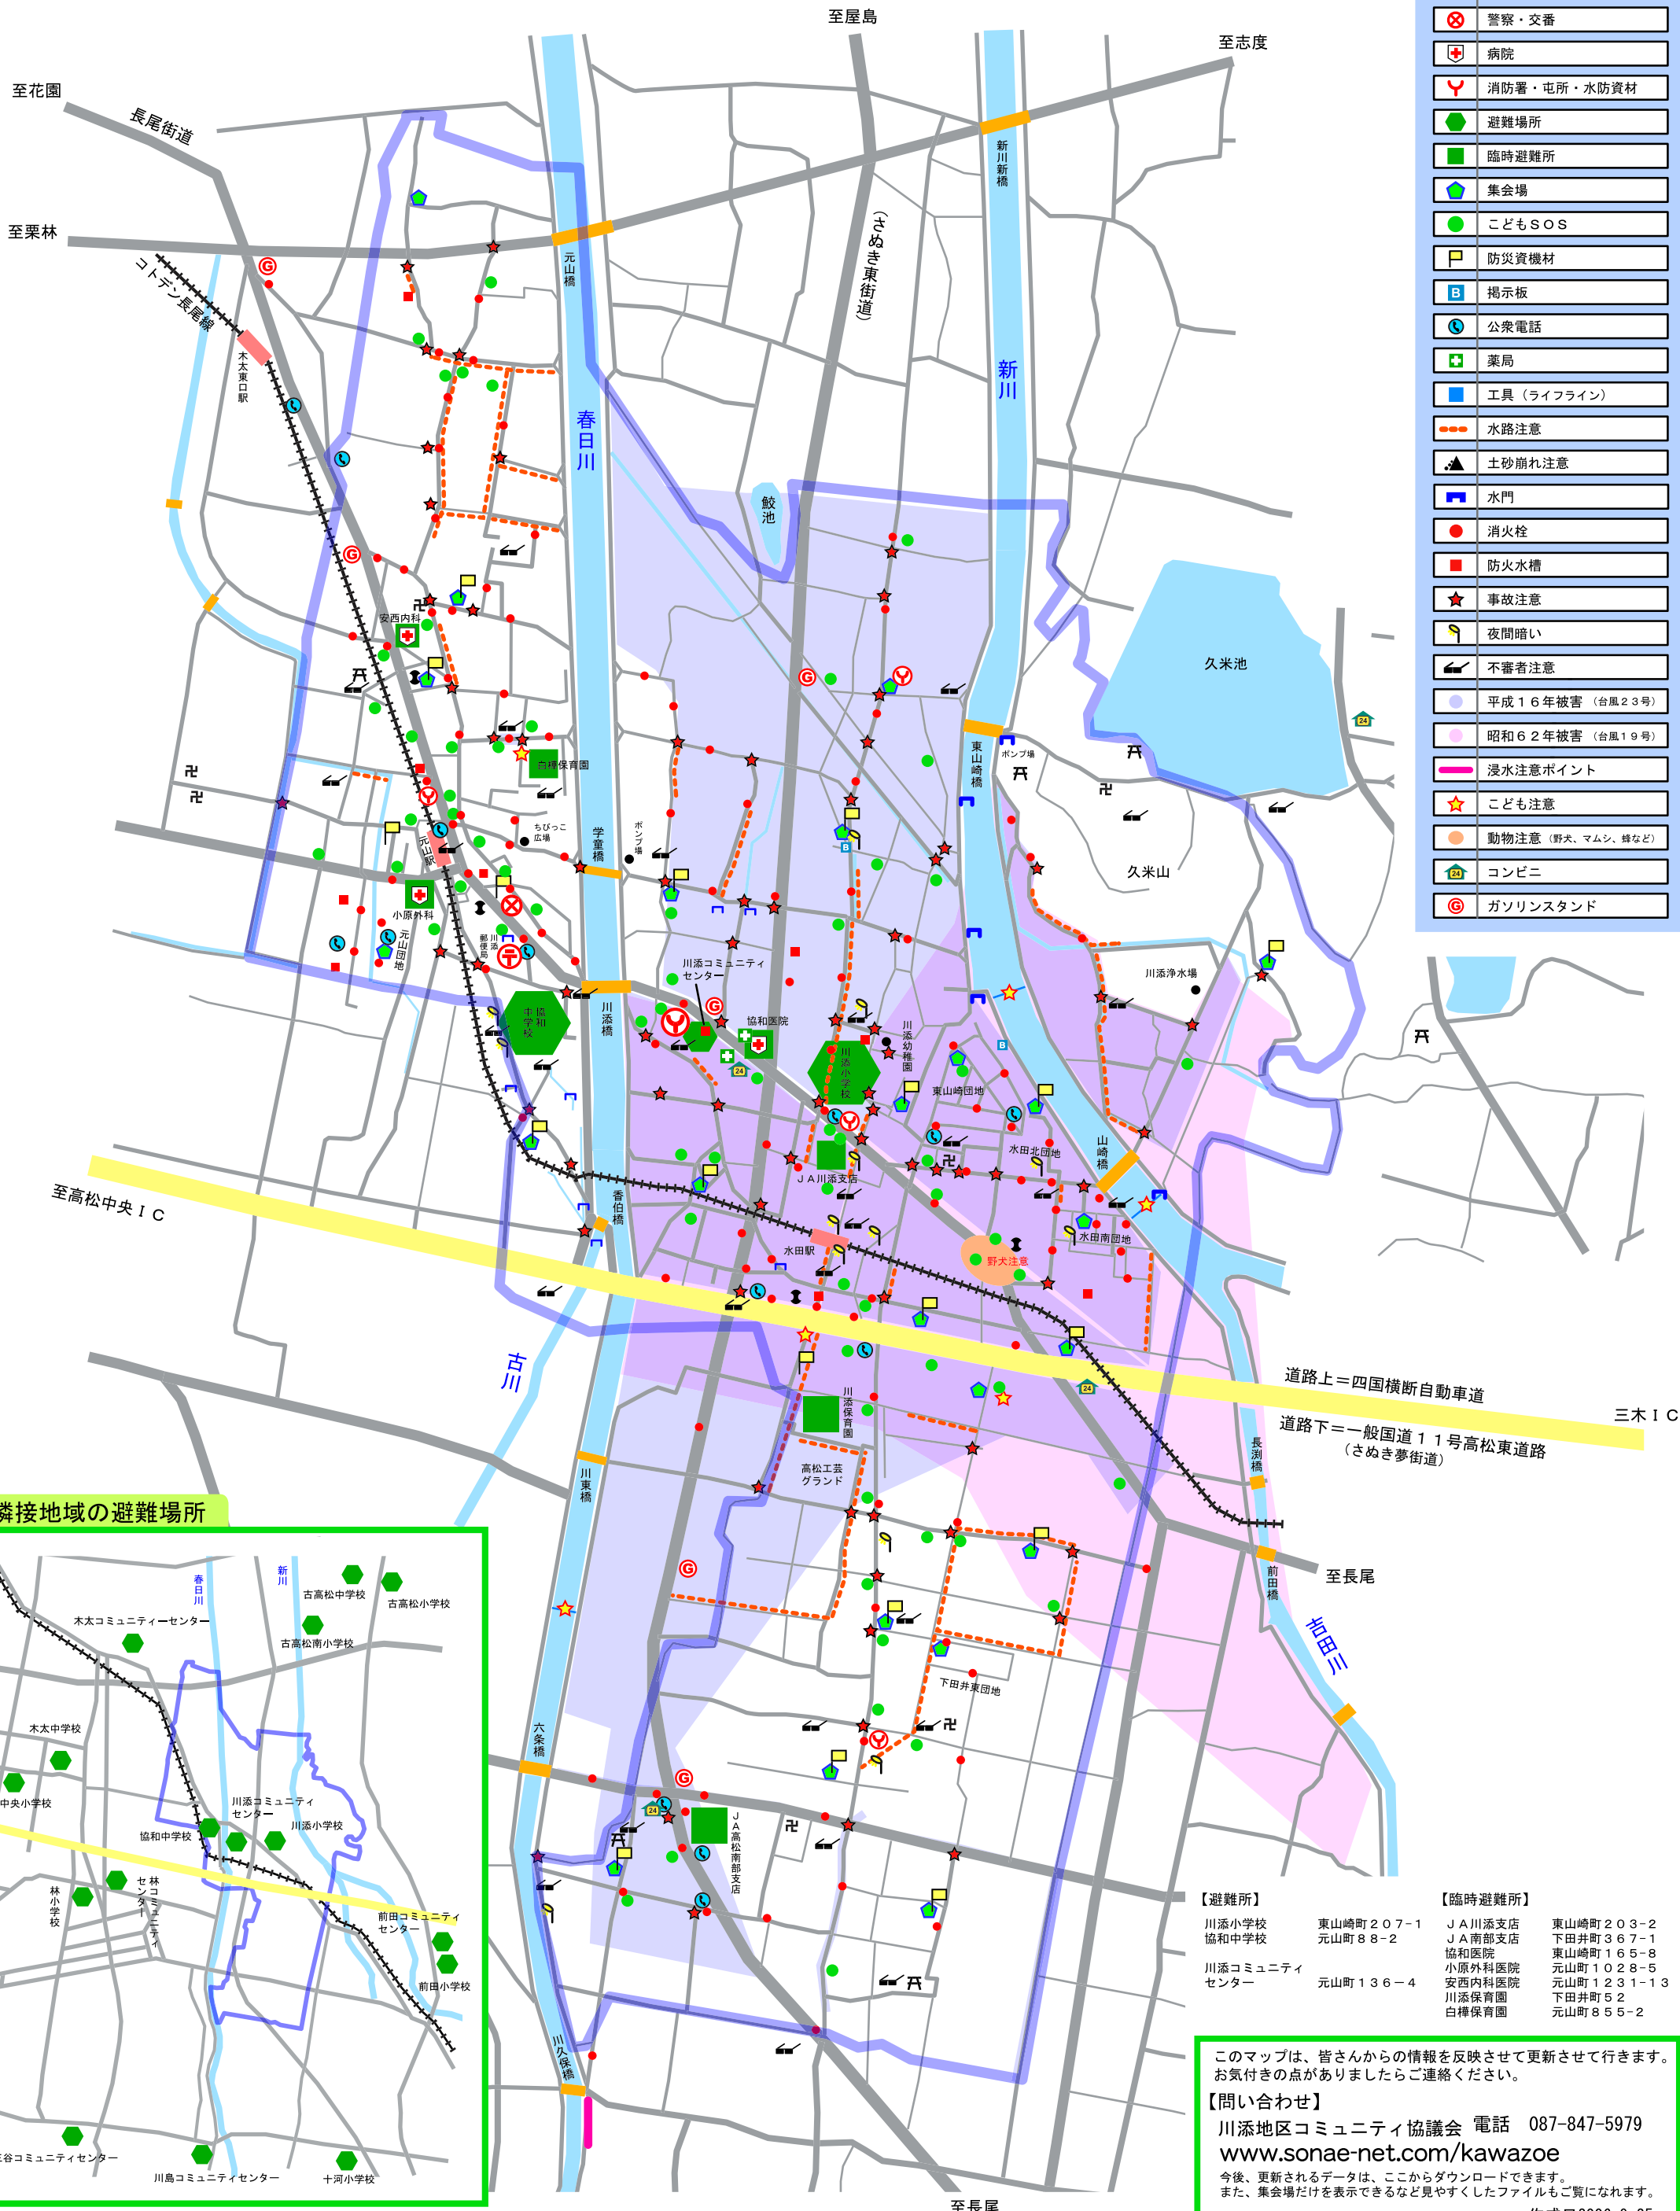 至屋島
至志度
至花園
長尾街道
至栗林
コトデン長尾線
木太東口駅
元山橋
新川新橋
（さぬき東街道）
春日川
新川
鮫池
久米池
安西内科
白樺保育園
ちびっこ
広場
ポンプ場
学童橋
東山崎橋
ポンプ場
久米山
元山駅
小原外科
元山団地
川添
郵便局
協和
中学校
川添橋
川添コミュニティ
センター
協和医院
川添小学校
川添幼稚園
東山崎団地
川添浄水場
水田北団地
山崎橋
ＪＡ川添支店
香伯橋
水田駅
野犬注意
水田南団地
至高松中央ＩＣ
古川
川添保育園
高松工芸
グランド
川東橋
道路上＝四国横断自動車道
三木ＩＣ
道路下＝一般国道１１号高松東道路
（さぬき夢街道）
長渕橋
前田橋
至長尾
吉田川
下田井東団地
六条橋
ＪＡ高松南部支店
川久保橋
至長尾
警察・交番
病院
消防署・屯所・水防資材
避難場所
臨時避難所
集会場
こどもＳＯＳ
防災資機材
B 掲示板
公衆電話
薬局
工具（ライフライン）
水路注意
土砂崩れ注意
水門
消火栓
防火水槽
事故注意
夜間暗い
不審者注意
平成１６年被害（台風２３号）
昭和６２年被害（台風１９号）
浸水注意ポイント
こども注意
動物注意（野犬、マムシ、蜂など）
24 コンビニ
G ガソリンスタンド
隣接地域の避難場所
春日川
新川
古高松中学校
古高松小学校
木太コミュニティーセンター
古高松南小学校
木太中学校
中央小学校
川添コミュニティ
センター
川添小学校
協和中学校
林小学校
林コミュニティ
センター
前田コミュニティ
センター
前田小学校
谷コミュニティセンター
川島コミュニティセンター
十河小学校
【避難所】
川添小学校 東山崎町２０７-１
協和中学校 元山町８８-２
川添コミュニティ
センター 元山町１３６－４
【臨時避難所】
ＪＡ川添支店 東山崎町２０３-２
ＪＡ南部支店 下田井町３６７-１
協和医院 東山崎町１６５-８
小原外科医院 元山町１０２８-５
安西内科医院 元山町１２３１-１３
川添保育園 下田井町５２
白樺保育園 元山町８５５-２
このマップは、皆さんからの情報を反映させて更新させて行きます。
お気付きの点がありましたらご連絡ください。
【問い合わせ】
川添地区コミュニティ協議会 電話 087-847-5979
www.sonae-net.com/kawazoe
今後、更新されるデータは、ここからダウンロードできます。
また、集会場だけを表示できるなど見やすくしたファイルもご覧になれます。